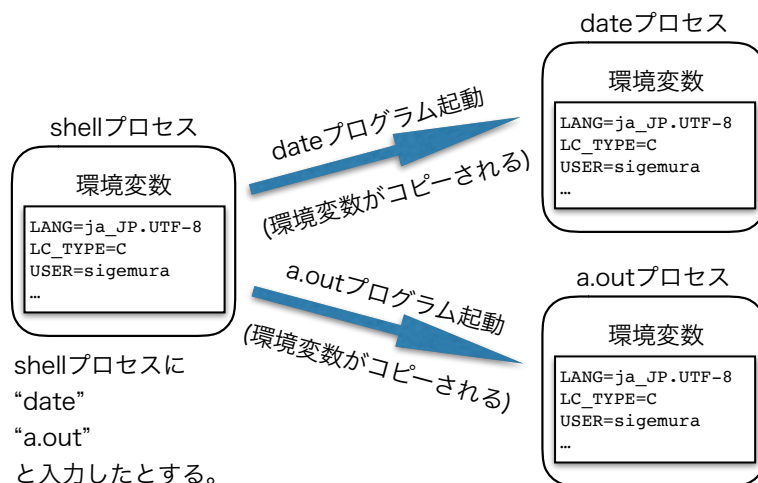 shellプロセス
環境変数
LANG=ja_JP.UTF-8
LC_TYPE=C
USER=sigemura
…
shellプロセスに
“date”
“a.out”
と入力したとする。
dateプログラム起動
(環境変数がコピーされる)
a.outプログラム起動
(環境変数がコピーされる)
dateプロセス
環境変数
LANG=ja_JP.UTF-8
LC_TYPE=C
USER=sigemura
…
a.outプロセス
環境変数
LANG=ja_JP.UTF-8
LC_TYPE=C
USER=sigemura
…